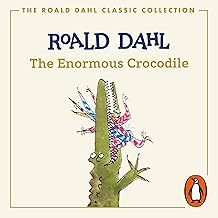 THE ROALD DAHL CLASSIC COLLECTION
ROALD DAHL
The Enormous Crocodile